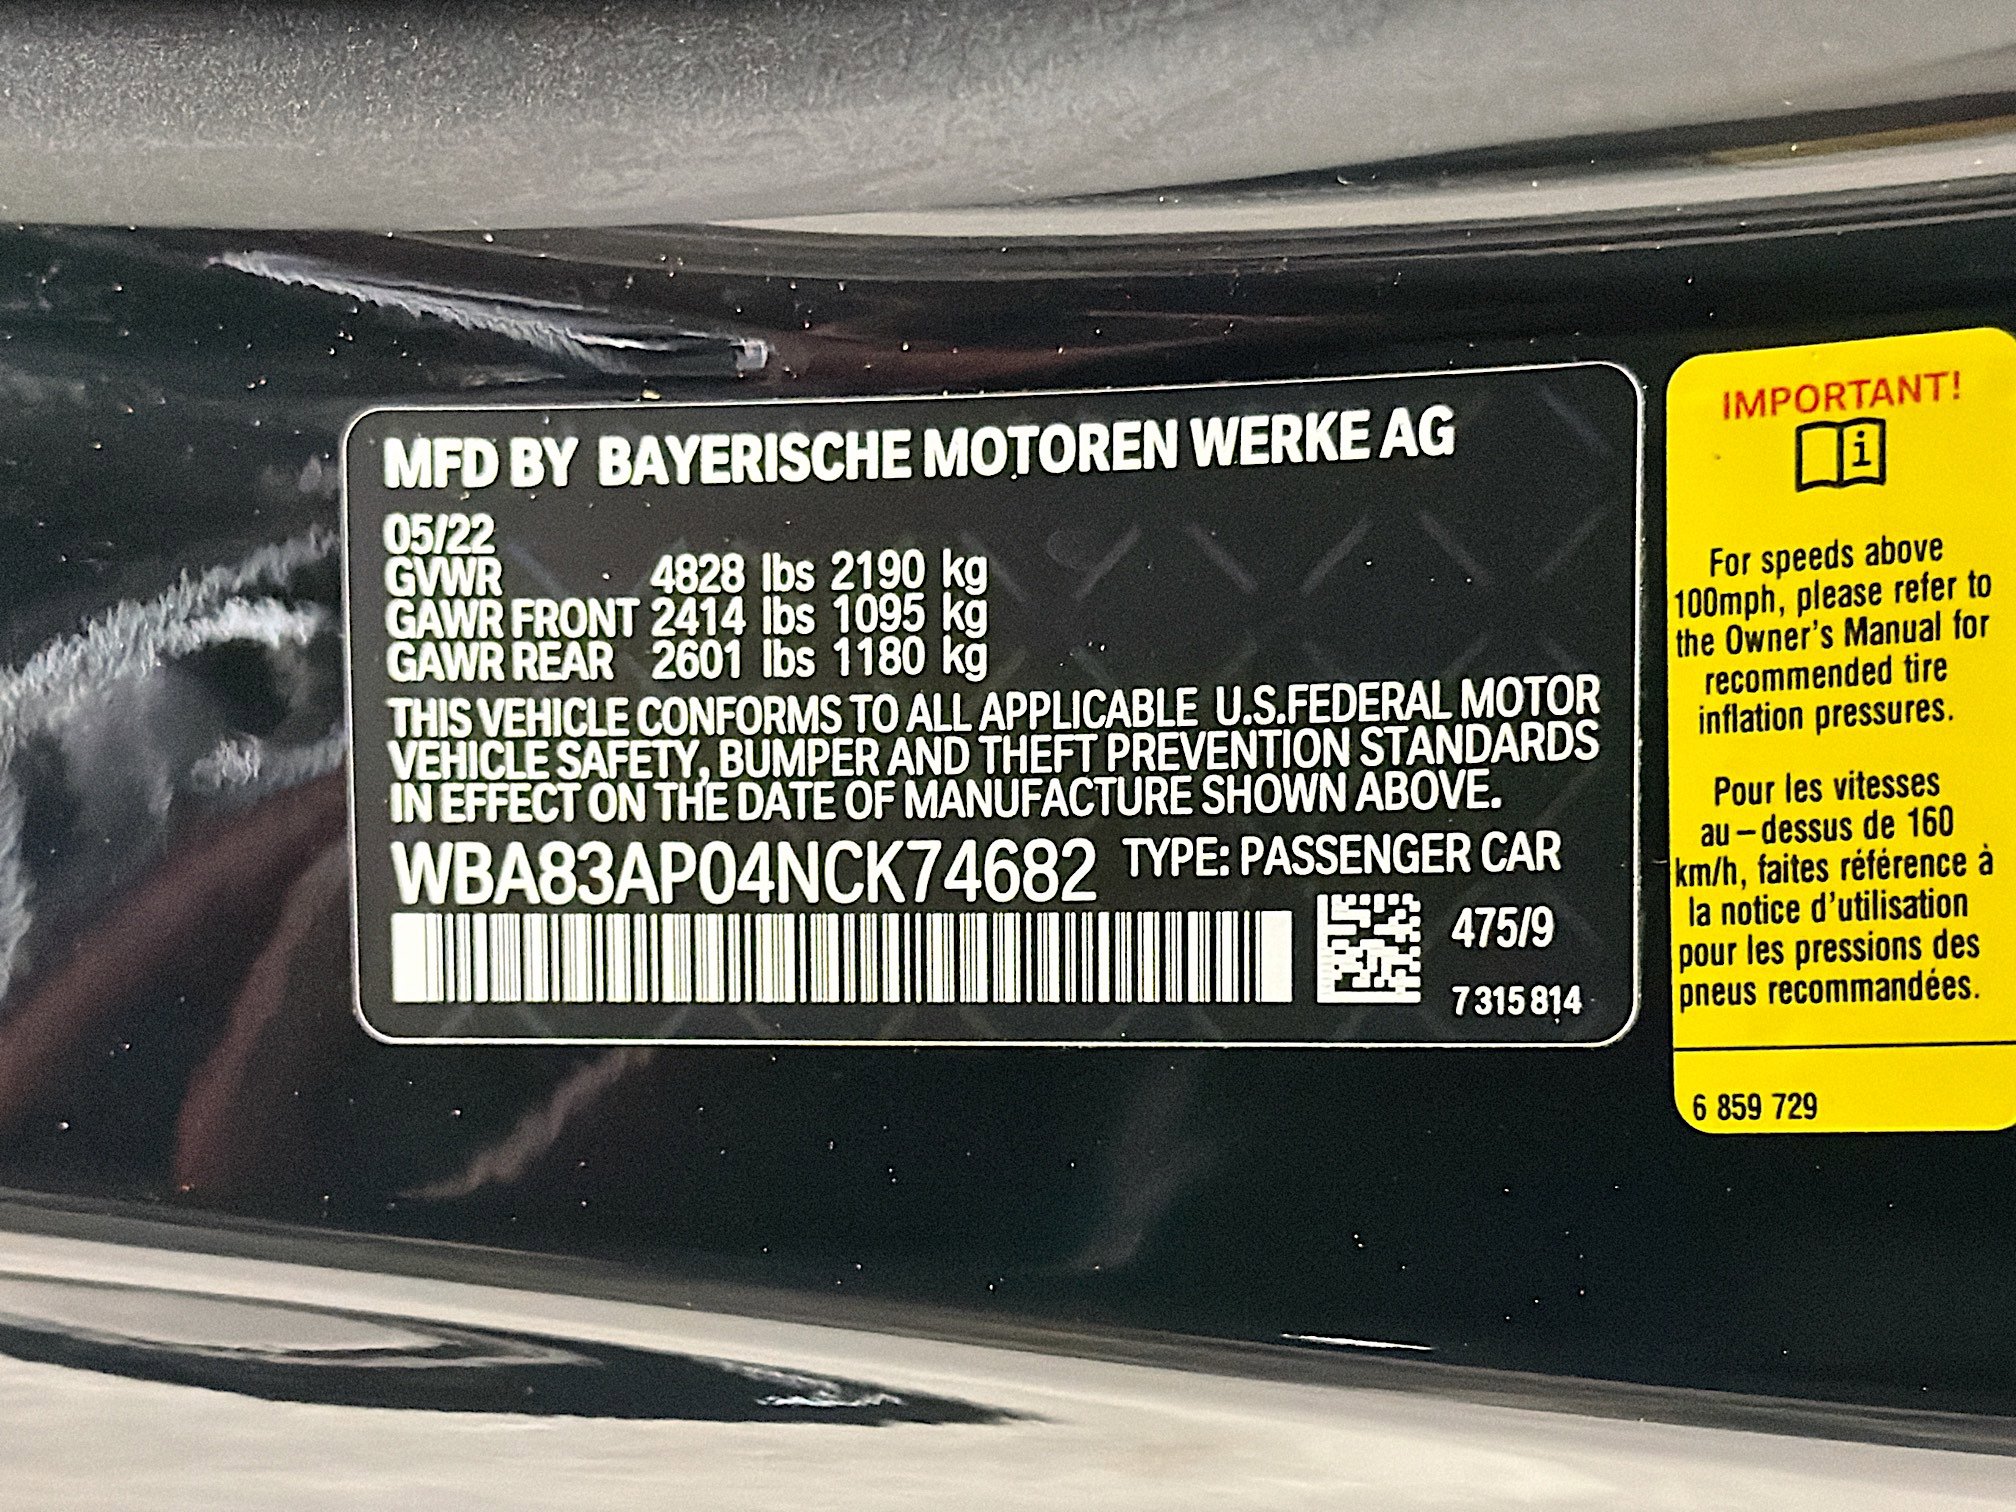 MFD BY BAYERISCHE MOTOREN WERKE AG
05/22
GVWR 4828 lbs 2190 kg
GAWR FRONT 2414 lbs 1095 kg
GAWR REAR 2601 lbs 1180 kg
THIS VEHICLE CONFORMS TO ALL APPLICABLE U.S.FEDERAL MOTOR
VEHICLE SAFETY, BUMPER AND THEFT PREVENTION STANDARDS
IN EFFECT ON THE DATE OF MANUFACTURE SHOWN ABOVE.
WBA83AP04NCK74682 TYPE: PASSENGER CAR
475/9
7 315 814
IMPORTANT!
i
For speeds above
100mph, please refer to
the Owner's Manual for
recommended tire
inflation pressures.
Pour les vitesses
au–dessus de 160
km/h, faites référence à
la notice d'utilisation
pour les pressions des
pneus recommandées.
6 859 729